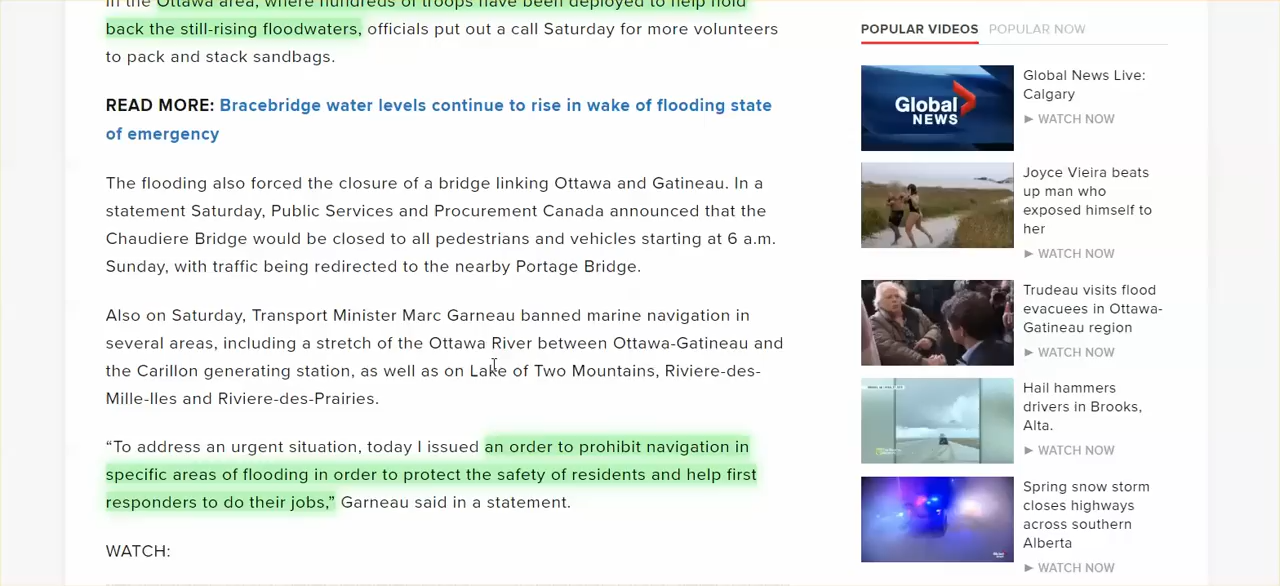 In the Ottawa area, where hundreds of troops have been deployed to help hold
back the still-rising floodwaters, officials put out a call Saturday for more volunteers
to pack and stack sandbags.
READ MORE: Bracebridge water levels continue to rise in wake of flooding state
of emergency
The flooding also forced the closure of a bridge linking Ottawa and Gatineau. In a
statement Saturday, Public Services and Procurement Canada announced that the
Chaudiere Bridge would be closed to all pedestrians and vehicles starting at 6 a.m.
Sunday, with traffic being redirected to the nearby Portage Bridge.
Also on Saturday, Transport Minister Marc Garneau banned marine navigation in
several areas, including a stretch of the Ottawa River between Ottawa-Gatineau and
the Carillon generating station, as well as on Lake of Two Mountains, Riviere-des-
Mille-Iles and Riviere-des-Prairies.
“To address an urgent situation, today I issued an order to prohibit navigation in
specific areas of flooding in order to protect the safety of residents and help first
responders to do their jobs,” Garneau said in a statement.
WATCH:
POPULAR VIDEOS POPULAR NOW
Global
NEWS
Global News Live:
Calgary
► WATCH NOW
Joyce Vieira beats
up man who
exposed himself to
her
► WATCH NOW
Trudeau visits flood
evacuees in Ottawa-
Gatineau region
► WATCH NOW
Hail hammers
drivers in Brooks,
Alta.
► WATCH NOW
Spring snow storm
closes highways
across southern
Alberta
► WATCH NOW